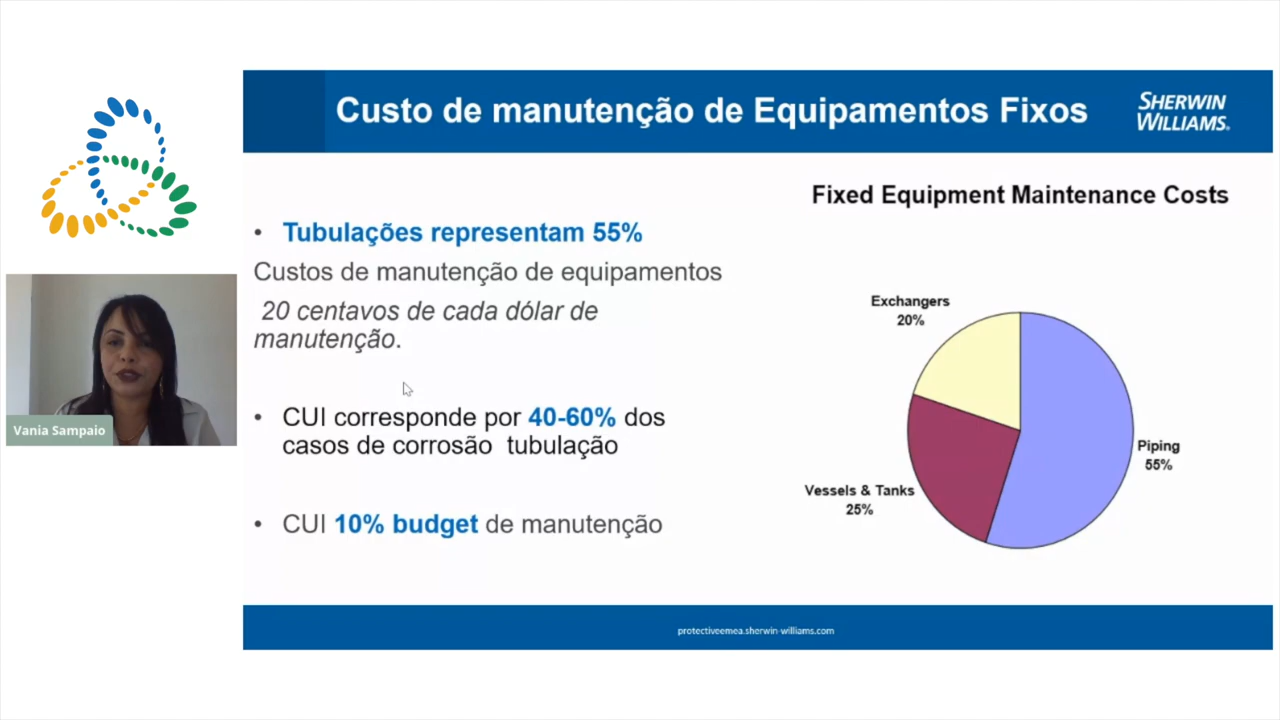 Custo de manutenção de Equipamentos Fixos
SHERWIN
WILLIAMS.
Fixed Equipment Maintenance Costs
• Tubulações representam 55%
Custos de manutenção de equipamentos
20 centavos de cada dólar de
manutenção.
• CUI corresponde por 40-60% dos
casos de corrosão tubulação
• CUI 10% budget de manutenção
Exchangers
20%
Piping
55%
Vessels & Tanks
25%
Vania Sampaio
protectiveemea.sherwin-williams.com